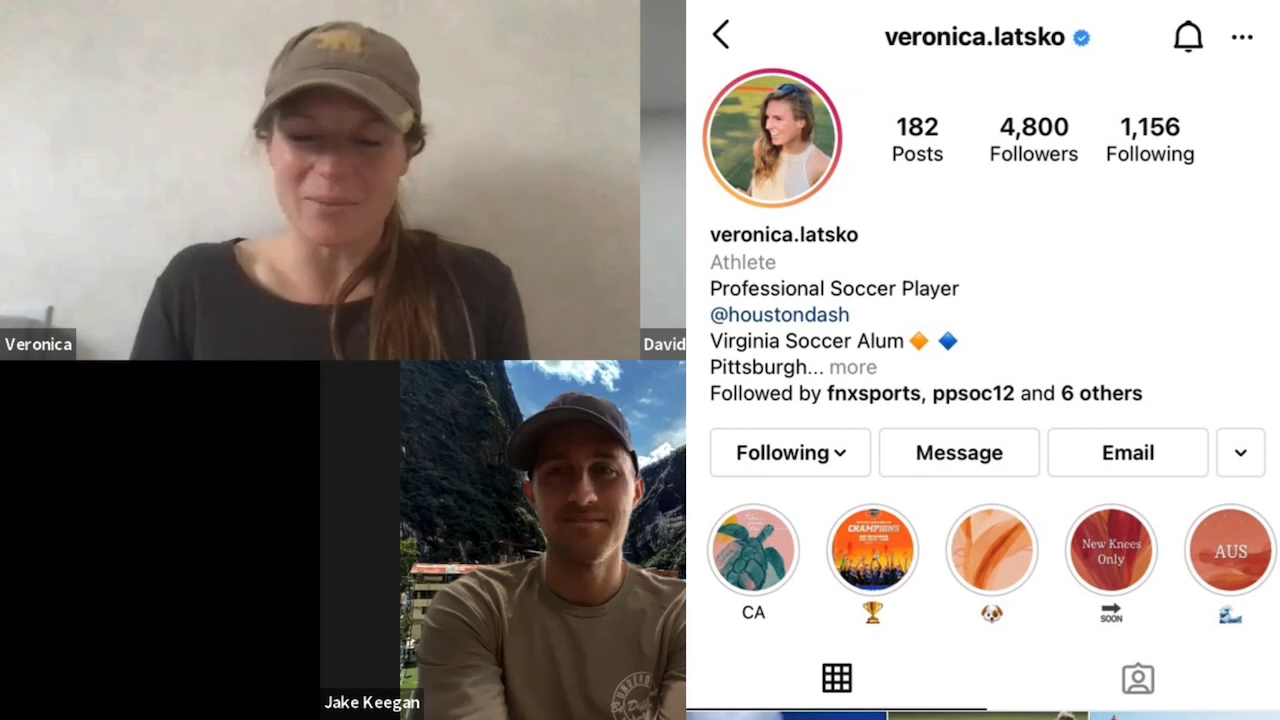 Veronica
David
Jake Keegan
UNDERD
Be
veronica.latsko
182
4,800
1,156
Posts
Followers
Following
veronica.latsko
Athlete
Professional Soccer Player
@houstondash
Virginia Soccer Alum 🔶 🔷
Pittsburgh... more
Followed by fnxsports, ppsoc12 and 6 others
Following
Message
Email
CHAMPIONS
New Knees
Only
AUS
CA
SOON